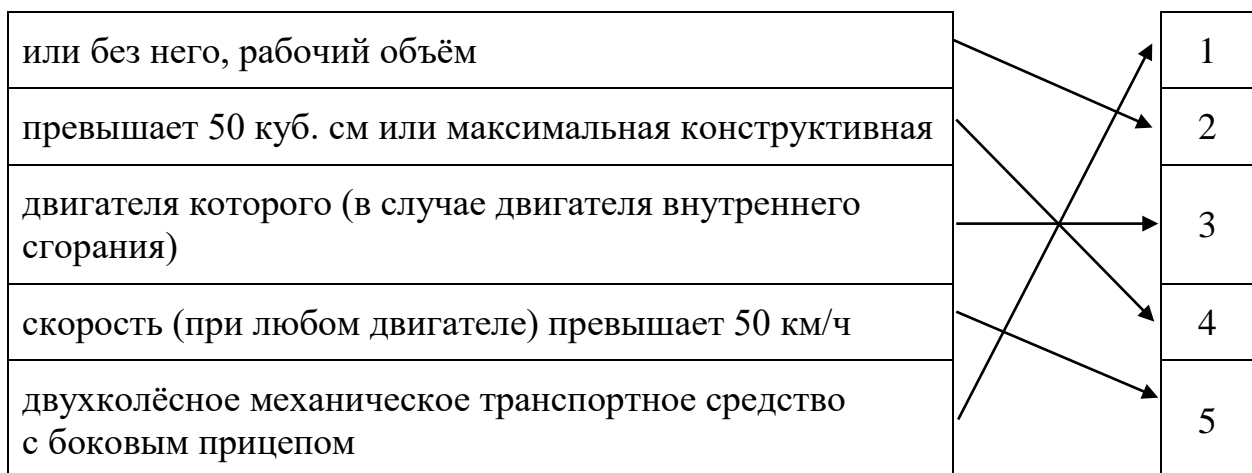 или без него, рабочий объём
1
превышает 50 куб. см или максимальная конструктивная
2
двигателя которого (в случае двигателя внутреннего
сгорания)
3
скорость (при любом двигателе) превышает 50 км/ч
4
двухколёсное механическое транспортное средство
с боковым прицепом
5